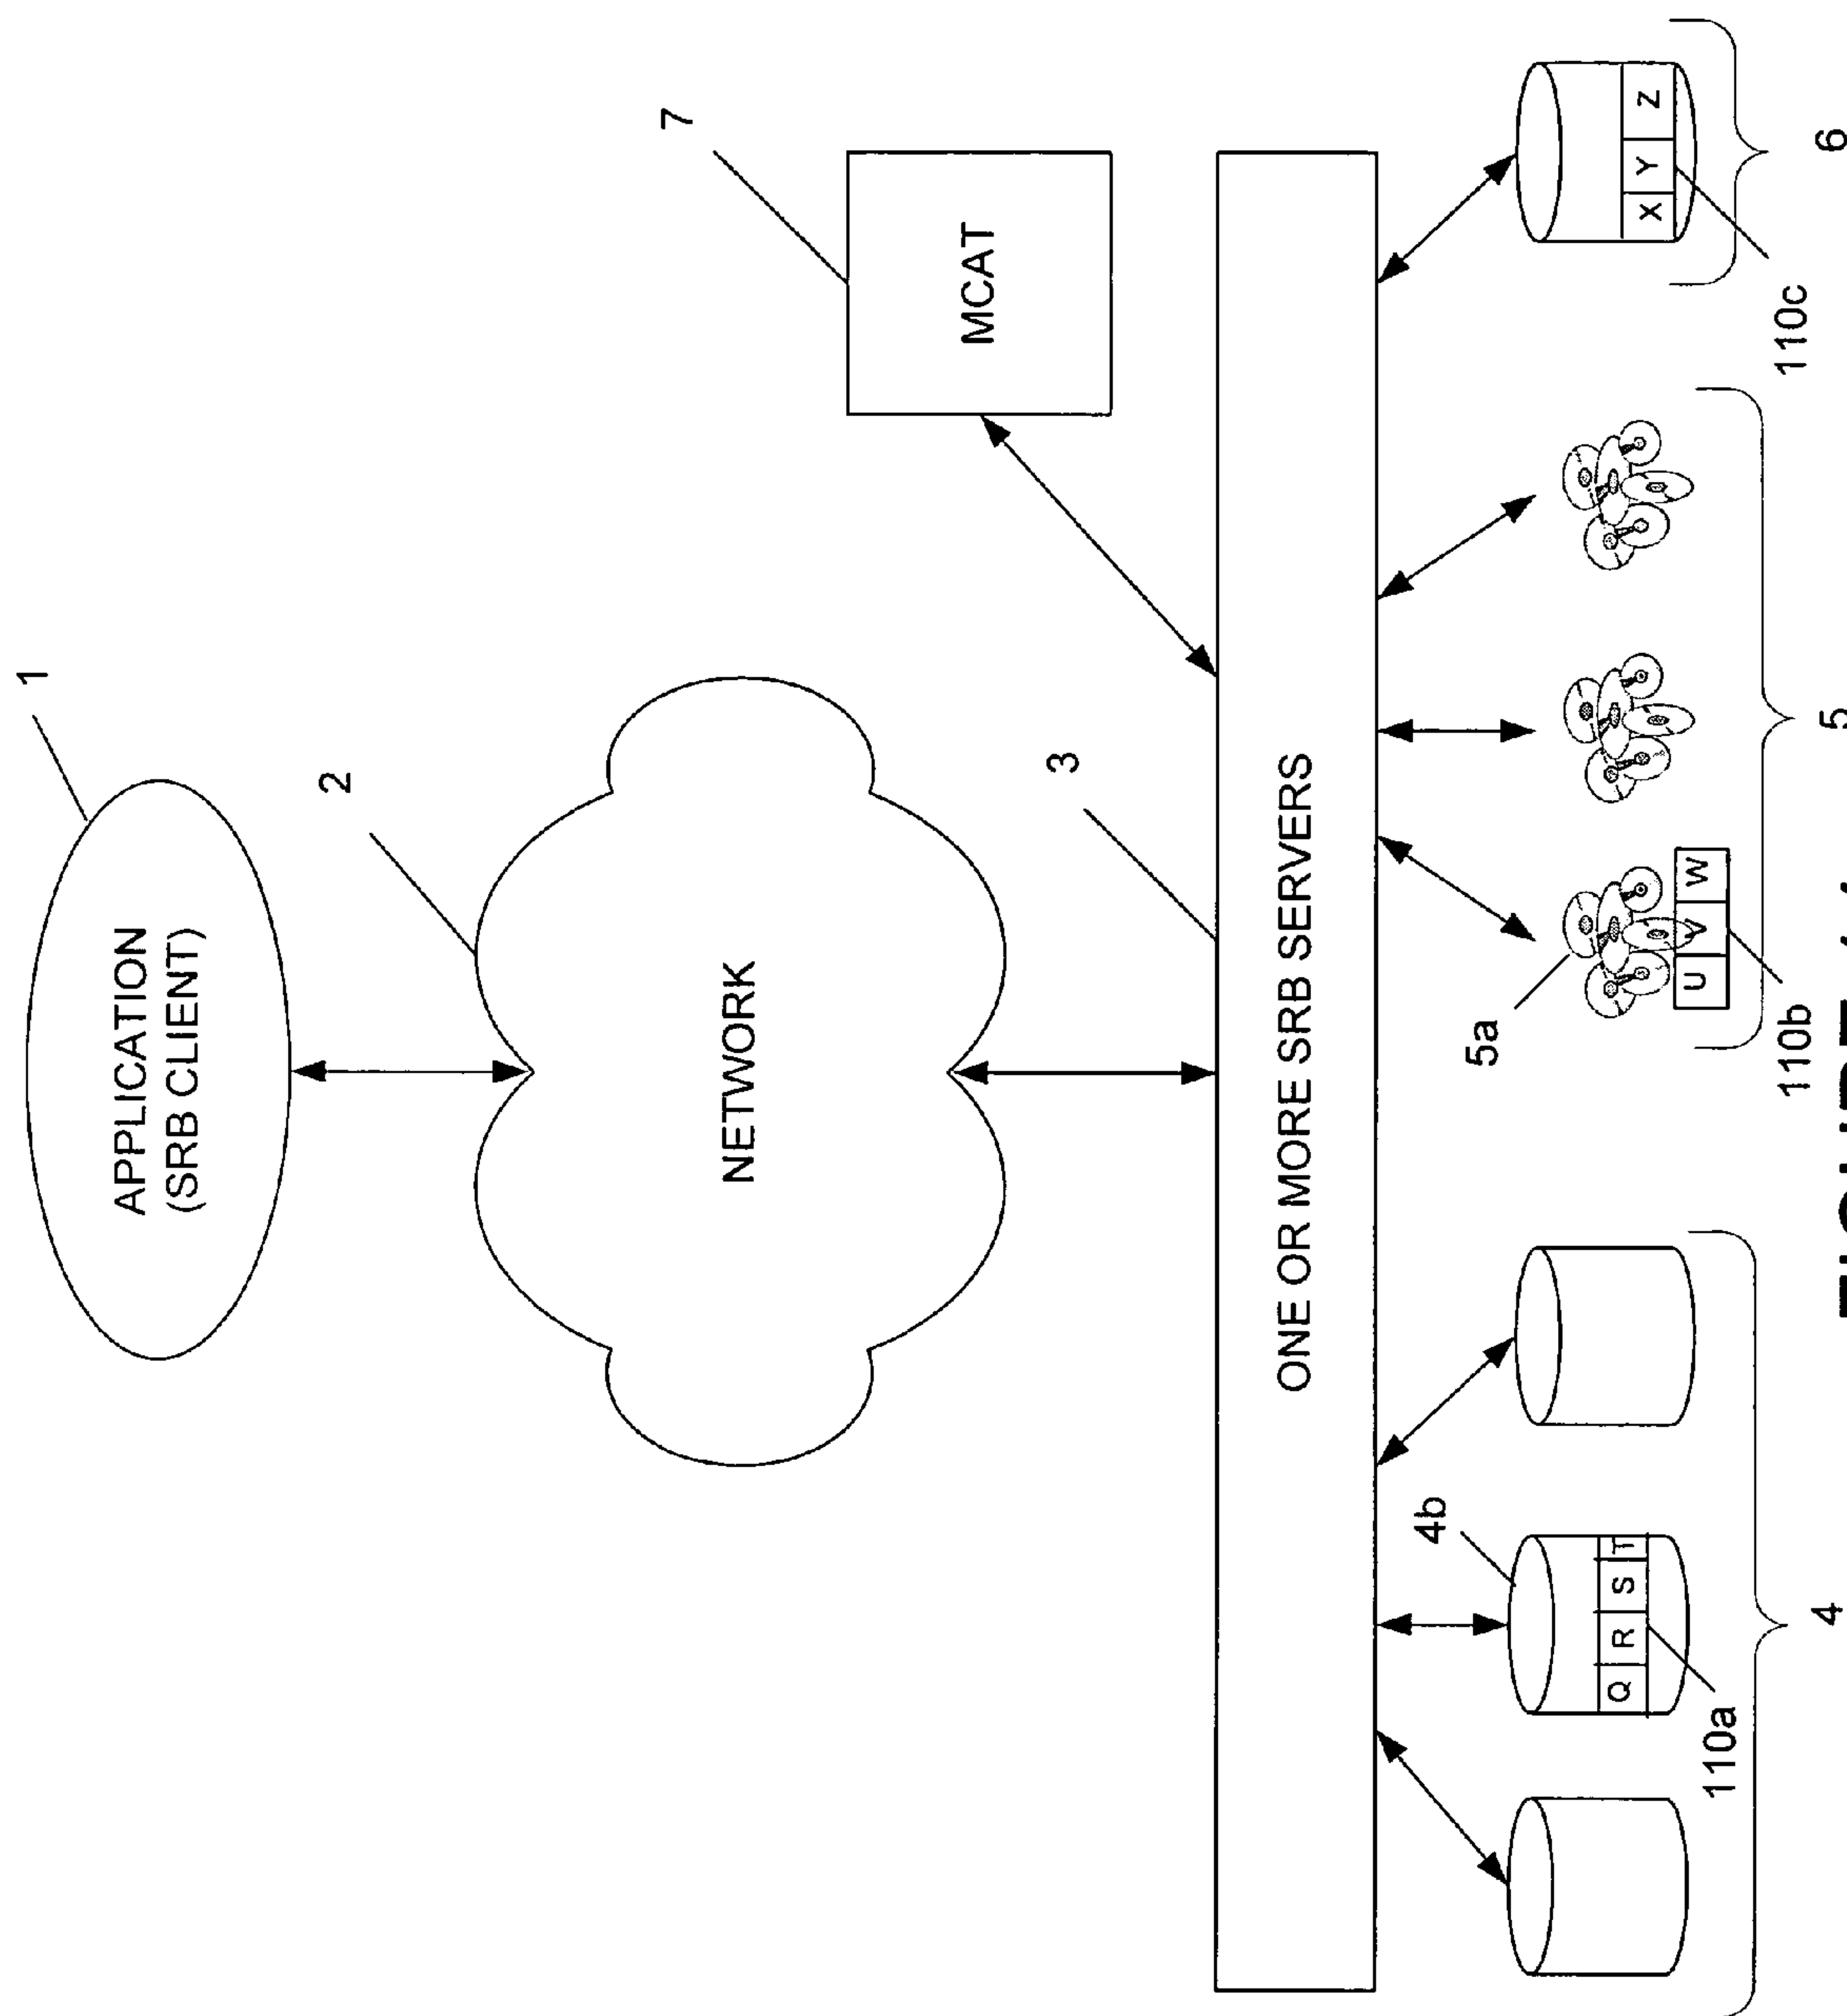 1
APPLICATION
(SRB CLIENT)
2
NETWORK
7
MCAT
3
ONE OR MORE SRB SERVERS
4b
Q R S T
110a
4
5a
U V W
110b
5
X Y Z
110c
6